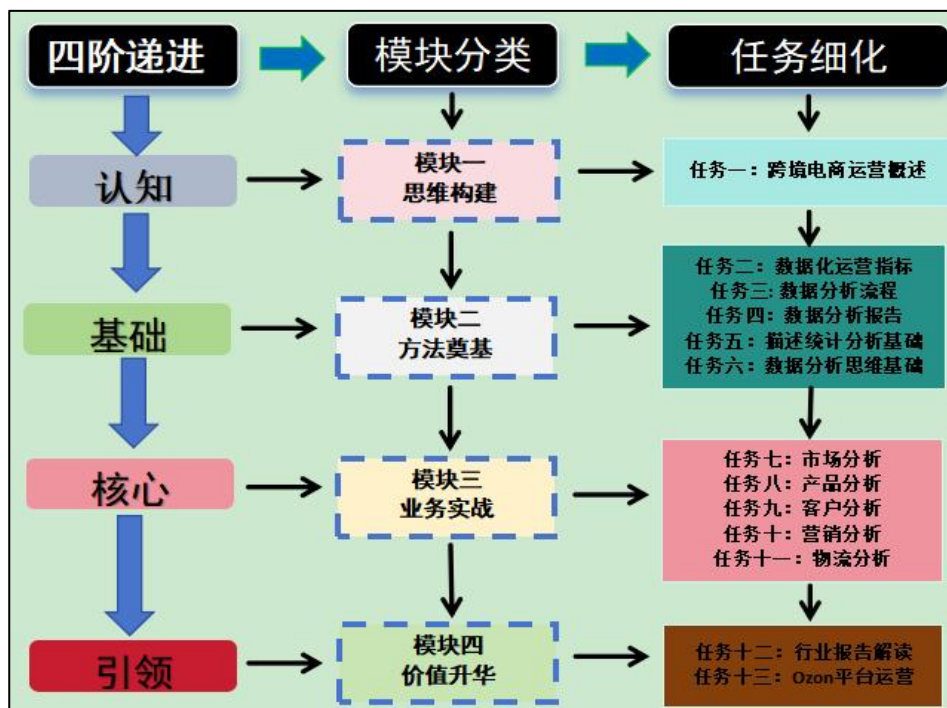 四阶递进
模块分类
任务细化
认知
模块一
思维构建
任务一：跨境电商运营概述
基础
模块二
方法奠基
任务二：数据化运营指标
任务三:数据分析流程
任务四：数据分析报告
任务五：描述统计分析基础
任务六：数据分析思维基础
核心
模块三
业务实战
任务七：市场分析
任务八：产品分析
任务九：客户分析
任务十：营销分析
任务十一：物流分析
引领
模块四
价值升华
任务十二：行业报告解读
任务十三：Ozon平台运营